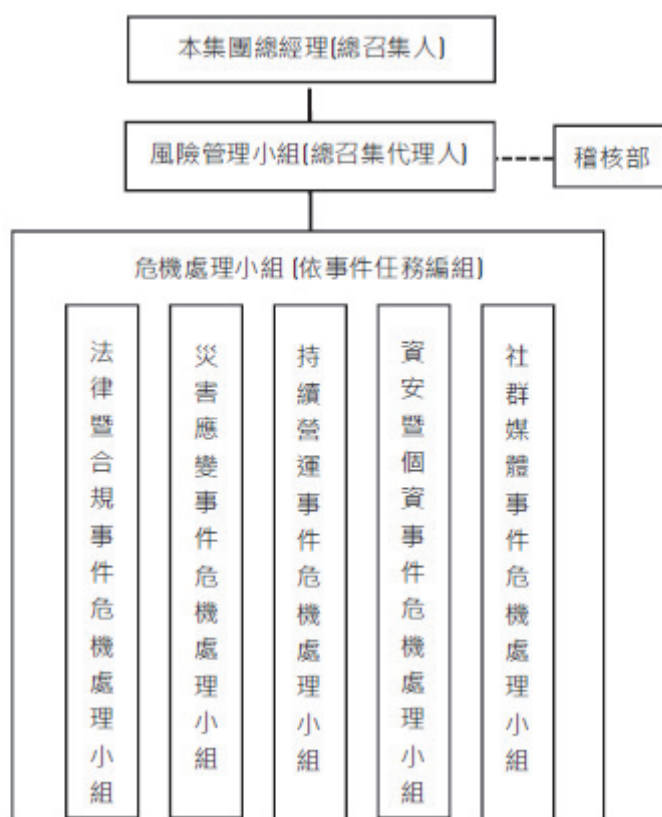 本集團總經理(總召集人)
風險管理小組(總召集代理人)
稽核部
危機處理小組 (依事件任務編組)
法律暨合規事件危機處理小組
災害應變事件危機處理小組
持續營運事件危機處理小組
資安暨個資事件危機處理小組
社群媒體事件危機處理小組